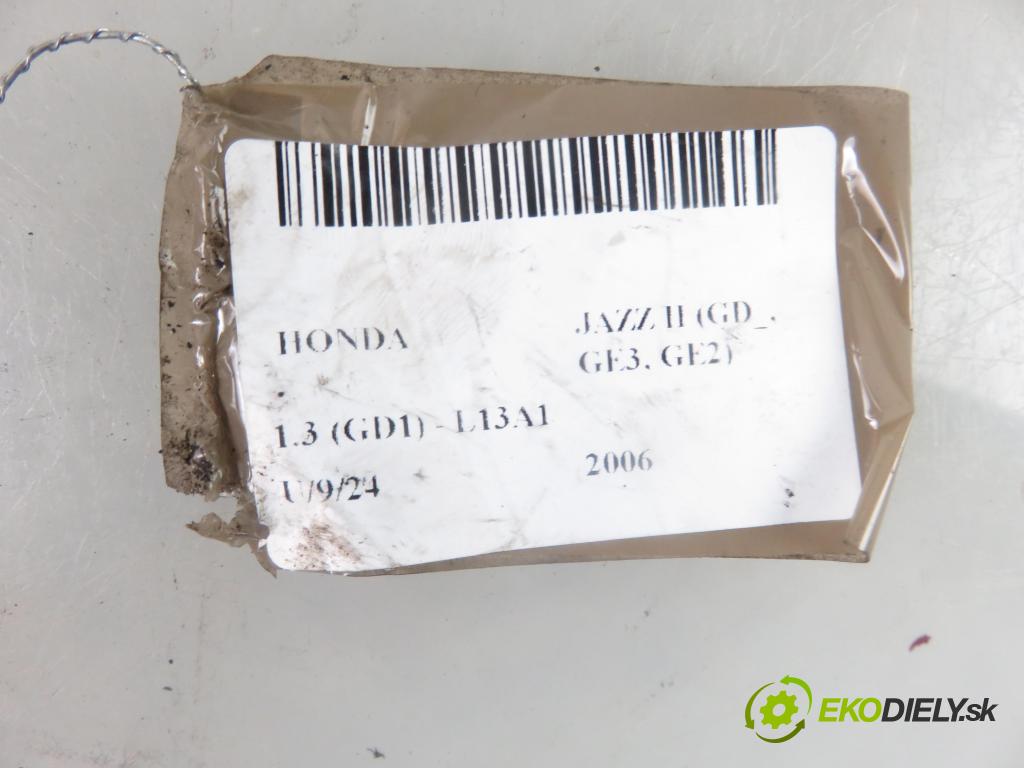 HONDA
JAZZ II (GD_,
GE3, GE2)
1.3 (GD1) - L13A1
2006
U/9/24
EKODIELY.sk